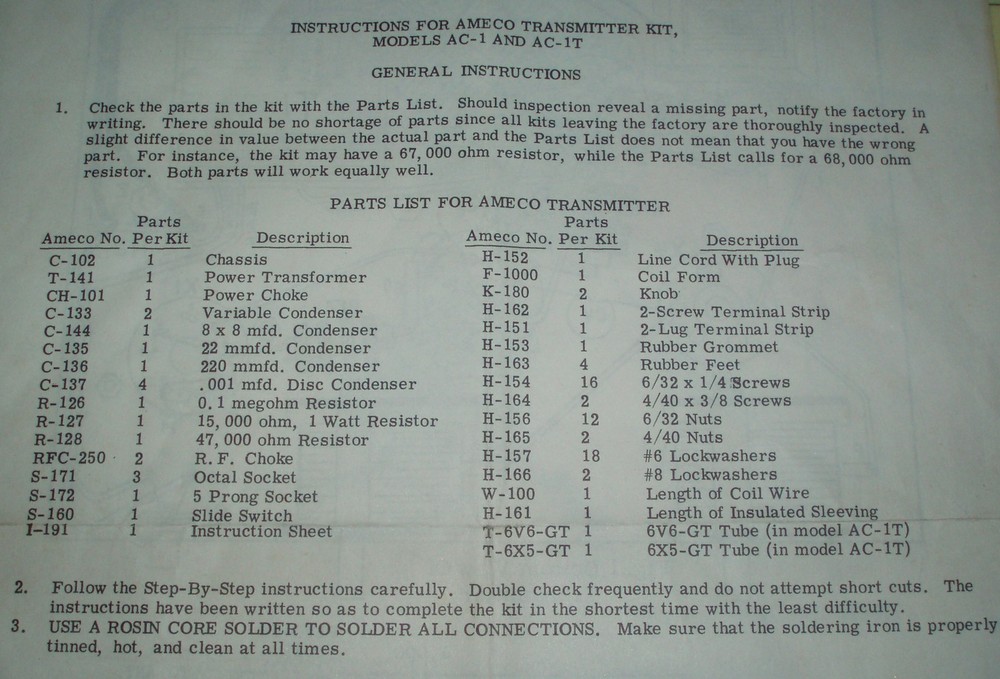 INSTRUCTIONS FOR AMECO TRANSMITTER KIT,
MODELS AC-1 AND AC-1T
GENERAL INSTRUCTIONS
1. Check the parts in the kit with the Parts List. Should inspection reveal a missing part, notify the factory in
writing. There should be no shortage of parts since all kits leaving the factory are thoroughly inspected. A
slight difference in value between the actual part and the Parts List does not mean that you have the wrong
part. For instance, the kit may have a 67,000 ohm resistor, while the Parts List calls for a 68,000 ohm
resistor. Both parts will work equally well.
PARTS LIST FOR AMECO TRANSMITTER
Parts Parts
Ameco No. Per Kit Description Ameco No. Per Kit Description
C-102 1 Chassis H-152 1 Line Cord With Plug
T-141 1 Power Transformer F-1000 1 Coil Form
CH-101 1 Power Choke K-180 2 Knob
C-133 2 Variable Condenser H-162 1 2-Screw Terminal Strip
C-144 1 8 x 8 mfd. Condenser H-151 1 2-Lug Terminal Strip
C-135 1 22 mmfd. Condenser H-153 1 Rubber Grommet
C-136 1 220 mmfd. Condenser H-163 4 Rubber Feet
C-137 4 .001 mfd. Disc Condenser H-154 16 6/32 x 1/4 Screws
R-126 1 0.1 megohm Resistor H-164 2 4/40 x 3/8 Screws
R-127 1 15,000 ohm, 1 Watt Resistor H-156 12 6/32 Nuts
R-128 1 47,000 ohm Resistor H-165 2 4/40 Nuts
RFC-250 2 R.F. Choke H-157 18 #6 Lockwashers
S-171 3 Octal Socket H-166 2 #8 Lockwashers
S-172 1 5 Prong Socket W-100 1 Length of Coil Wire
S-160 1 Slide Switch H-161 1 Length of Insulated Sleeving
I-191 1 Instruction Sheet T-6V6-GT 1 6V6-GT Tube (in model AC-1T)
T-6X5-GT 1 6X5-GT Tube (in model AC-1T)
2. Follow the Step-By-Step instructions carefully. Double check frequently and do not attempt short cuts. The
instructions have been written so as to complete the kit in the shortest time with the least difficulty.
3. USE A ROSIN CORE SOLDER TO SOLDER ALL CONNECTIONS. Make sure that the soldering iron is properly
tinned, hot, and clean at all times.